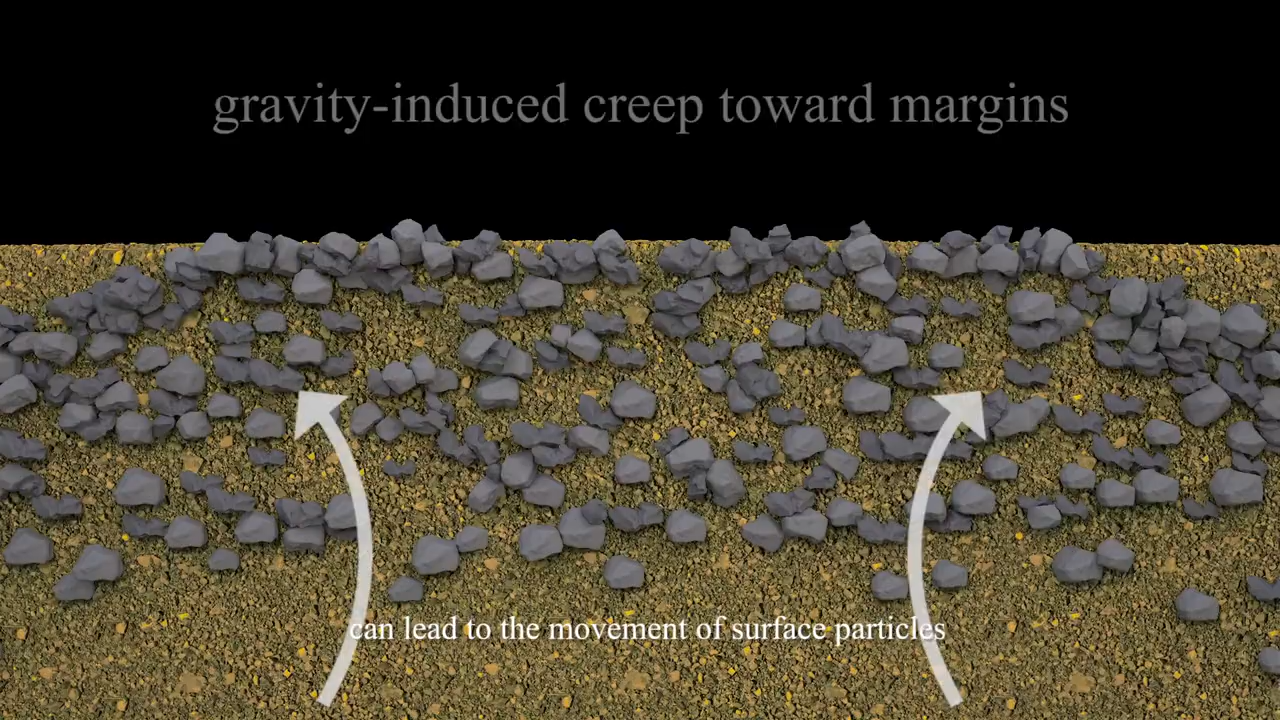 gravity-induced creep toward margins
can lead to the movement of surface particles